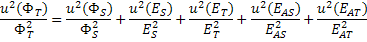 u²(Φ_T)/Φ_T² = u²(Φ_S)/Φ_S² + u²(E_S)/E_S² + u²(E_T)/E_T² + u²(E_AS)/E_AS² + u²(E_AT)/E_AT²